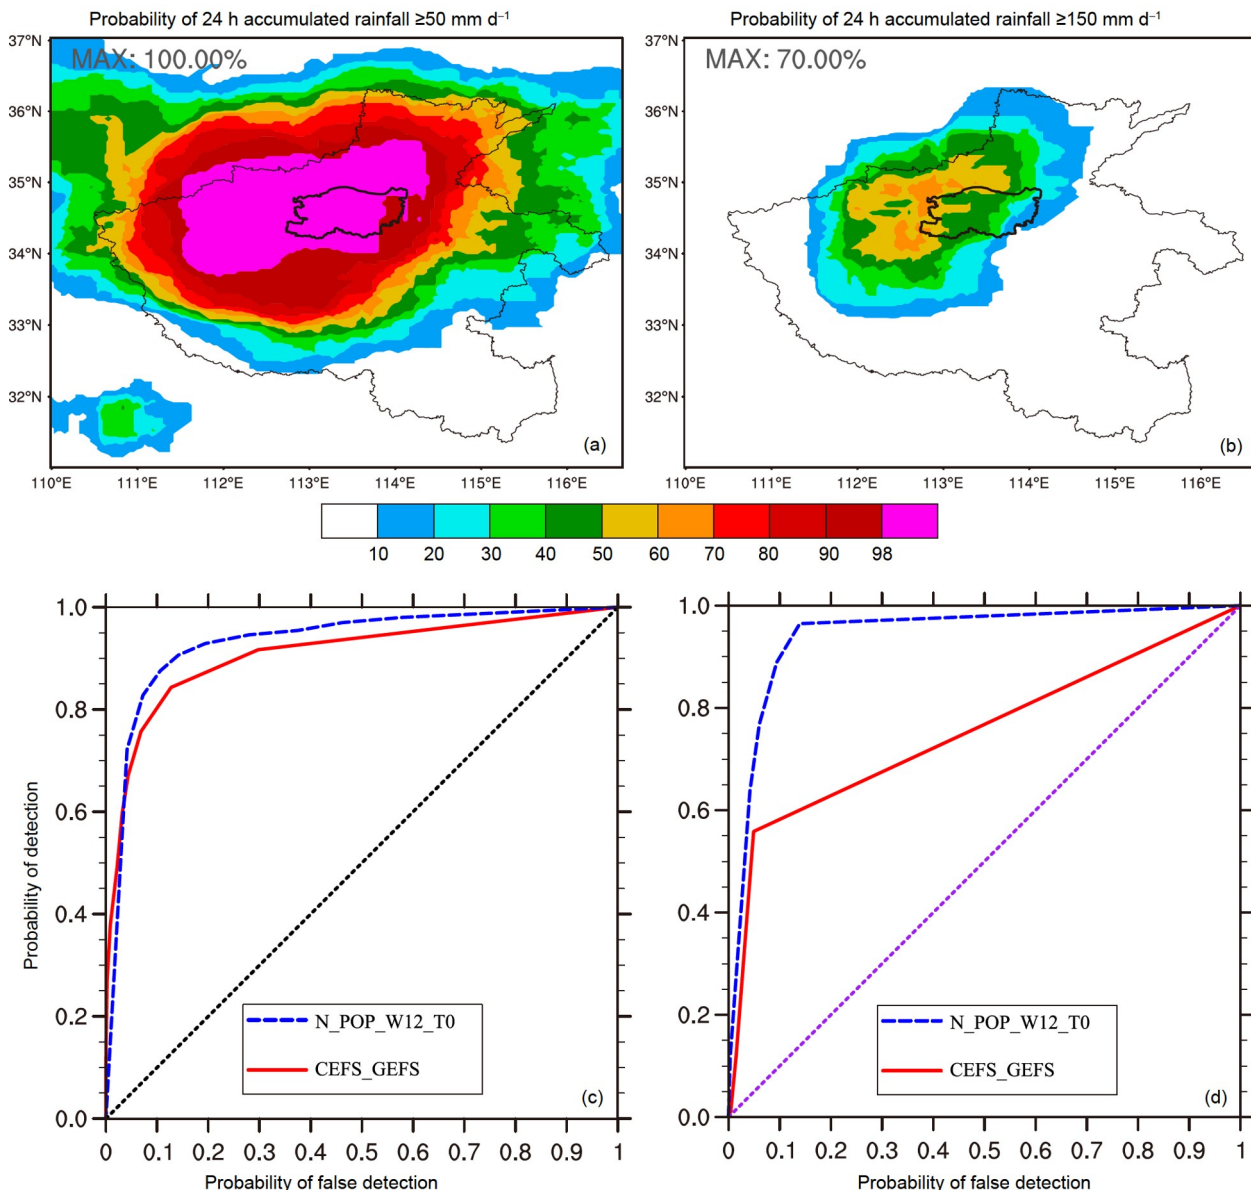 Probability of 24 h accumulated rainfall ≥50 mm d⁻¹
Probability of 24 h accumulated rainfall ≥150 mm d⁻¹
MAX: 100.00%
MAX: 70.00%
37°N
36°N
35°N
34°N
33°N
32°N
110°E 111°E 112°E 113°E 114°E 115°E 116°E
(a)
37°N
36°N
35°N
34°N
33°N
32°N
110°E 111°E 112°E 113°E 114°E 115°E 116°E
(b)
10 20 30 40 50 60 70 80 90 98
Probability of detection
1.0
0.8
0.6
0.4
0.2
0.0
N_POP_W12_T0
CEFS_GEFS
(c)
0 0.1 0.2 0.3 0.4 0.5 0.6 0.7 0.8 0.9 1
Probability of false detection
1.0
0.8
0.6
0.4
0.2
0.0
N_POP_W12_T0
CEFS_GEFS
(d)
0 0.1 0.2 0.3 0.4 0.5 0.6 0.7 0.8 0.9 1
Probability of false detection